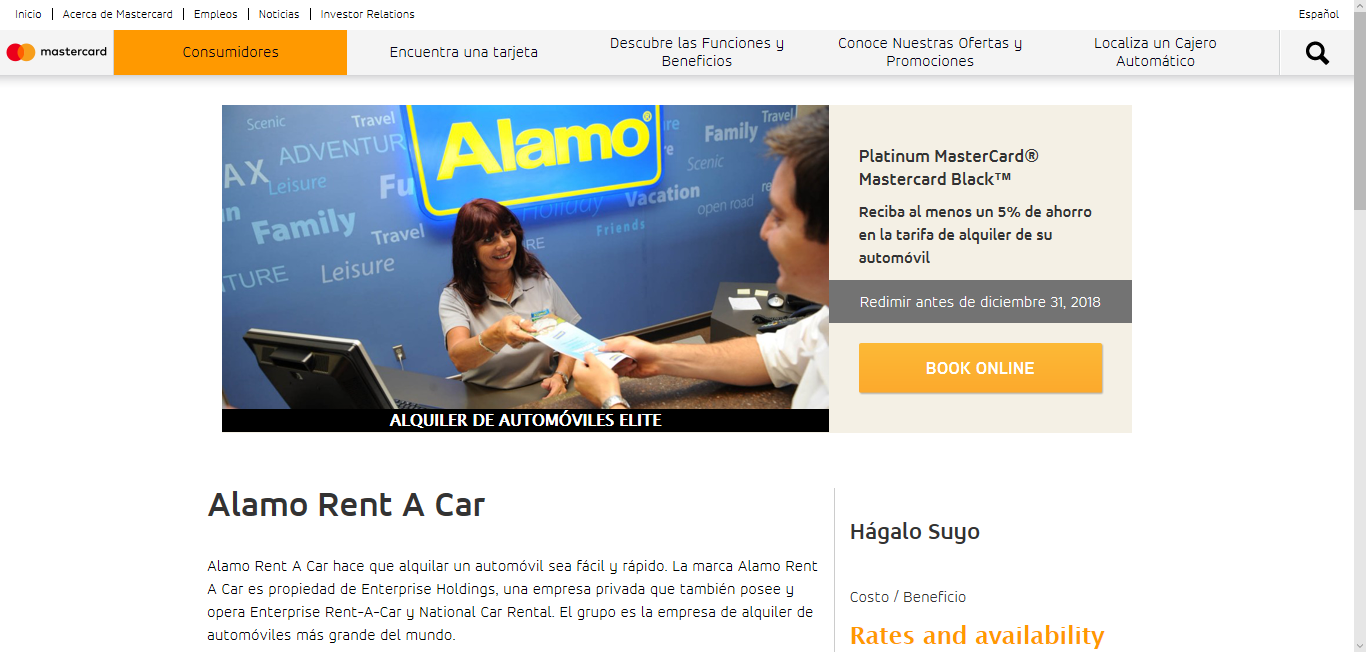 Inicio | Acerca de Mastercard | Empleos | Noticias | Investor Relations
Español
mastercard
Consumidores
Encuentra una tarjeta
Descubre las Funciones y
Beneficios
Conoce Nuestras Ofertas y
Promociones
Localiza un Cajero
Automático
Scenic
Travel
ADVENTURE
AX
Leisure
Fu
Family
Travel
TURE
Leisure
Alamo®
Family
Travel
Scenic
Vacation
Holiday
open road
Friends
ALQUILER DE AUTOMÓVILES ELITE
Platinum MasterCard®
Mastercard Black™
Reciba al menos un 5% de ahorro
en la tarifa de alquiler de su
automóvil
Redimir antes de diciembre 31, 2018
BOOK ONLINE
Alamo Rent A Car
Alamo Rent A Car hace que alquilar un automóvil sea fácil y rápido. La marca Alamo Rent
A Car es propiedad de Enterprise Holdings, una empresa privada que también posee y
opera Enterprise Rent-A-Car y National Car Rental. El grupo es la empresa de alquiler de
automóviles más grande del mundo.
Hágalo Suyo
Costo / Beneficio
Rates and availability